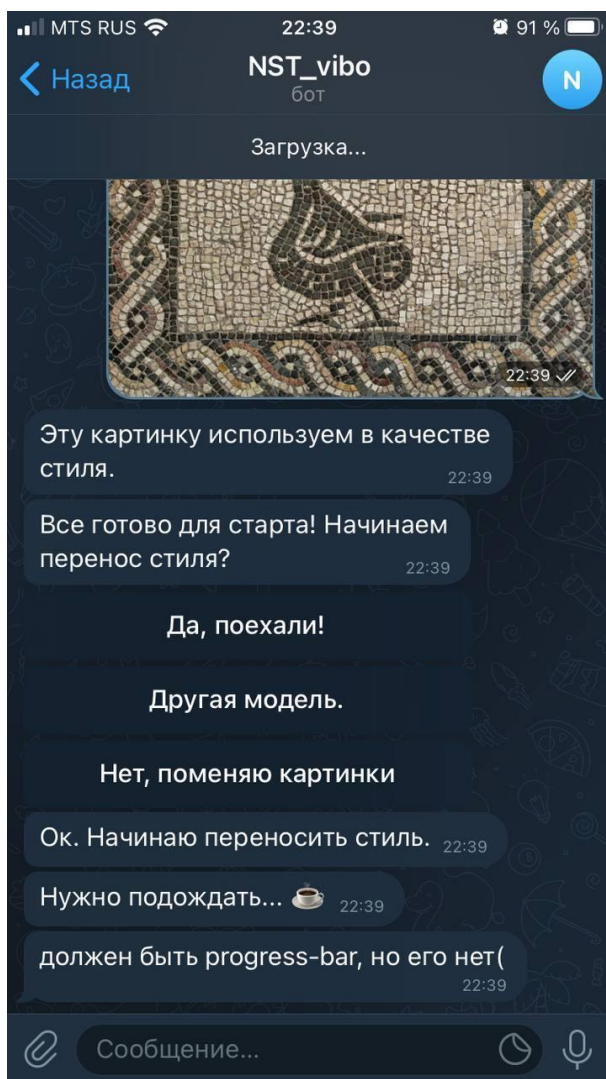 MTS RUS 22:39 91 %
Назад NST_vibo N
бот
Загрузка...
22:39
Эту картинку используем в качестве
стиля.
22:39
Все готово для старта! Начинаем
перенос стиля?
22:39
Да, поехали!
Другая модель.
Нет, поменяю картинки
Ок. Начинаю переносить стиль. 22:39
Нужно подождать... ☕ 22:39
должен быть progress-bar, но его нет(
22:39
Сообщение...